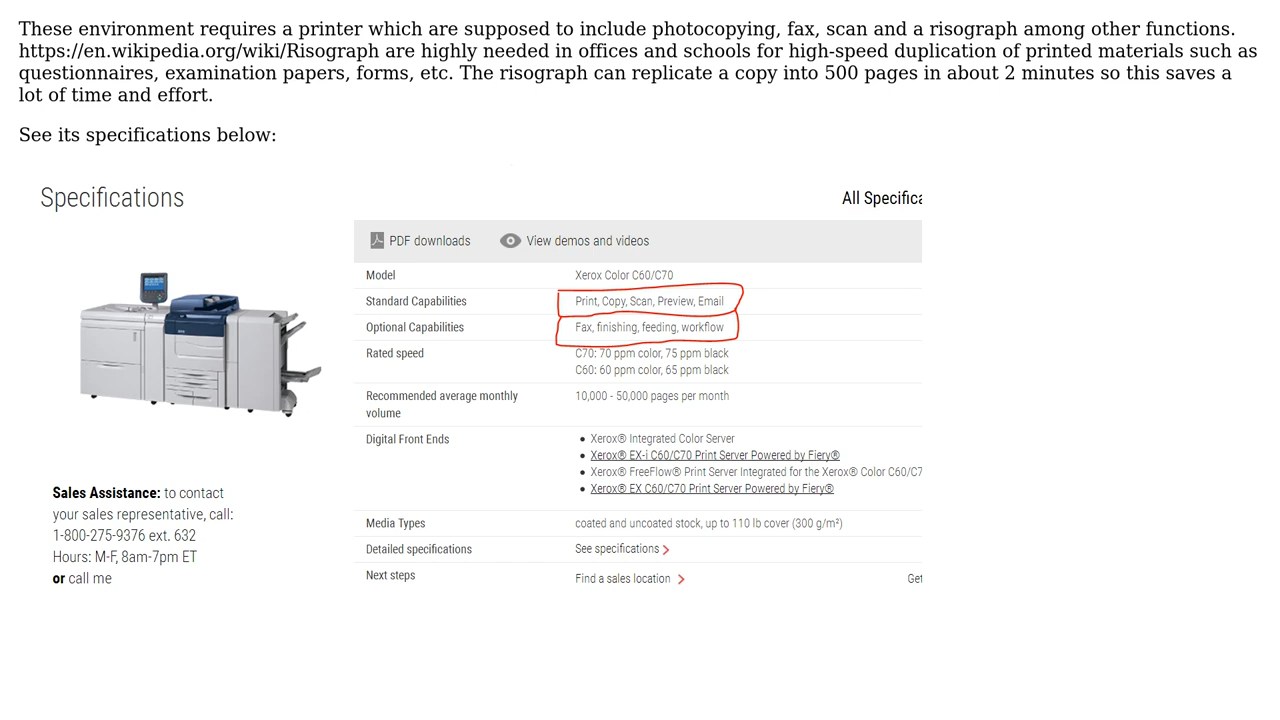 These environment requires a printer which are supposed to include photocopying, fax, scan and a risograph among other functions.
https://en.wikipedia.org/wiki/Risograph are highly needed in offices and schools for high-speed duplication of printed materials such as
questionnaires, examination papers, forms, etc. The risograph can replicate a copy into 500 pages in about 2 minutes so this saves a
lot of time and effort.
See its specifications below:
Specifications
All Specifica
PDF downloads
View demos and videos
Model
Xerox Color C60/C70
Standard Capabilities
Print, Copy, Scan, Preview, Email
Optional Capabilities
Fax, finishing, feeding, workflow
Rated speed
C70: 70 ppm color, 75 ppm black
C60: 60 ppm color, 65 ppm black
Recommended average monthly
volume
10,000 - 50,000 pages per month
Digital Front Ends
• Xerox® Integrated Color Server
• Xerox® EX-i C60/C70 Print Server Powered by Fiery®
• Xerox® FreeFlow® Print Server Integrated for the Xerox® Color C60/C7
• Xerox® EX C60/C70 Print Server Powered by Fiery®
Media Types
coated and uncoated stock, up to 110 lb cover (300 g/m²)
Detailed specifications
See specifications
Next steps
Find a sales location
Get
Sales Assistance: to contact
your sales representative, call:
1-800-275-9376 ext. 632
Hours: M-F, 8am-7pm ET
or call me